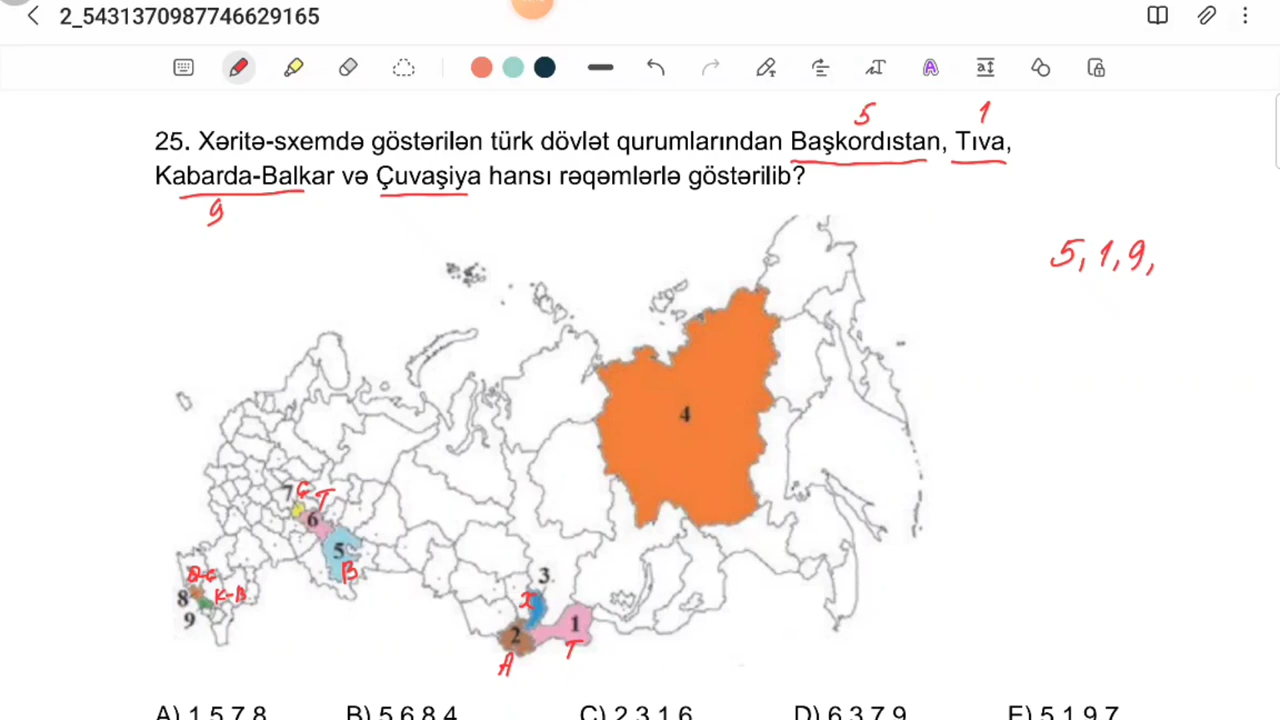 2_5431370987746629165
5 1
25. Xəritə-sxemdə göstərilən türk dövlət qurumlarından Başkordıstan, Tıva,
Kabarda-Balkar və Çuvaşiya hansı rəqəmlərlə göstərilib?
9
5, 1, 9,
4
7 T
6
5
B
8 K-B
9
3
X
2 1
A T
A) 1,5,7,8 B) 5,6,8,4 C) 2,3,1,6 D) 6,3,7,9 E) 5,1,9,7